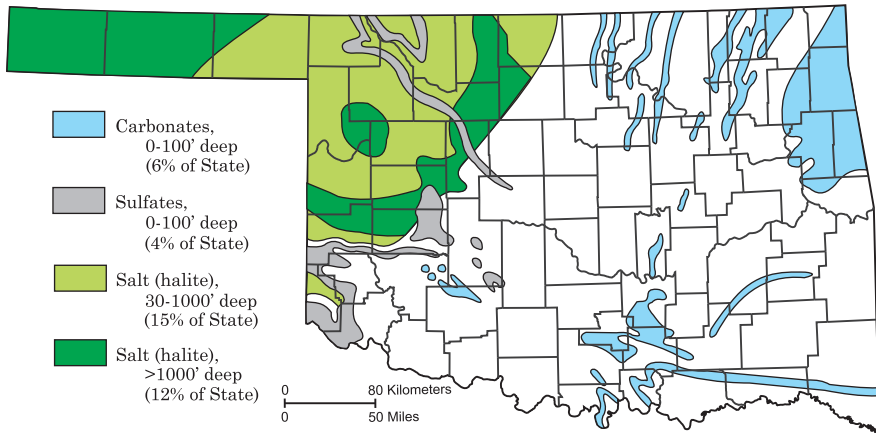 Carbonates,
0-100' deep
(6% of State)
Sulfates,
0-100' deep
(4% of State)
Salt (halite),
30-1000' deep
(15% of State)
Salt (halite),
>1000' deep
(12% of State)
0 80 Kilometers
0 50 Miles